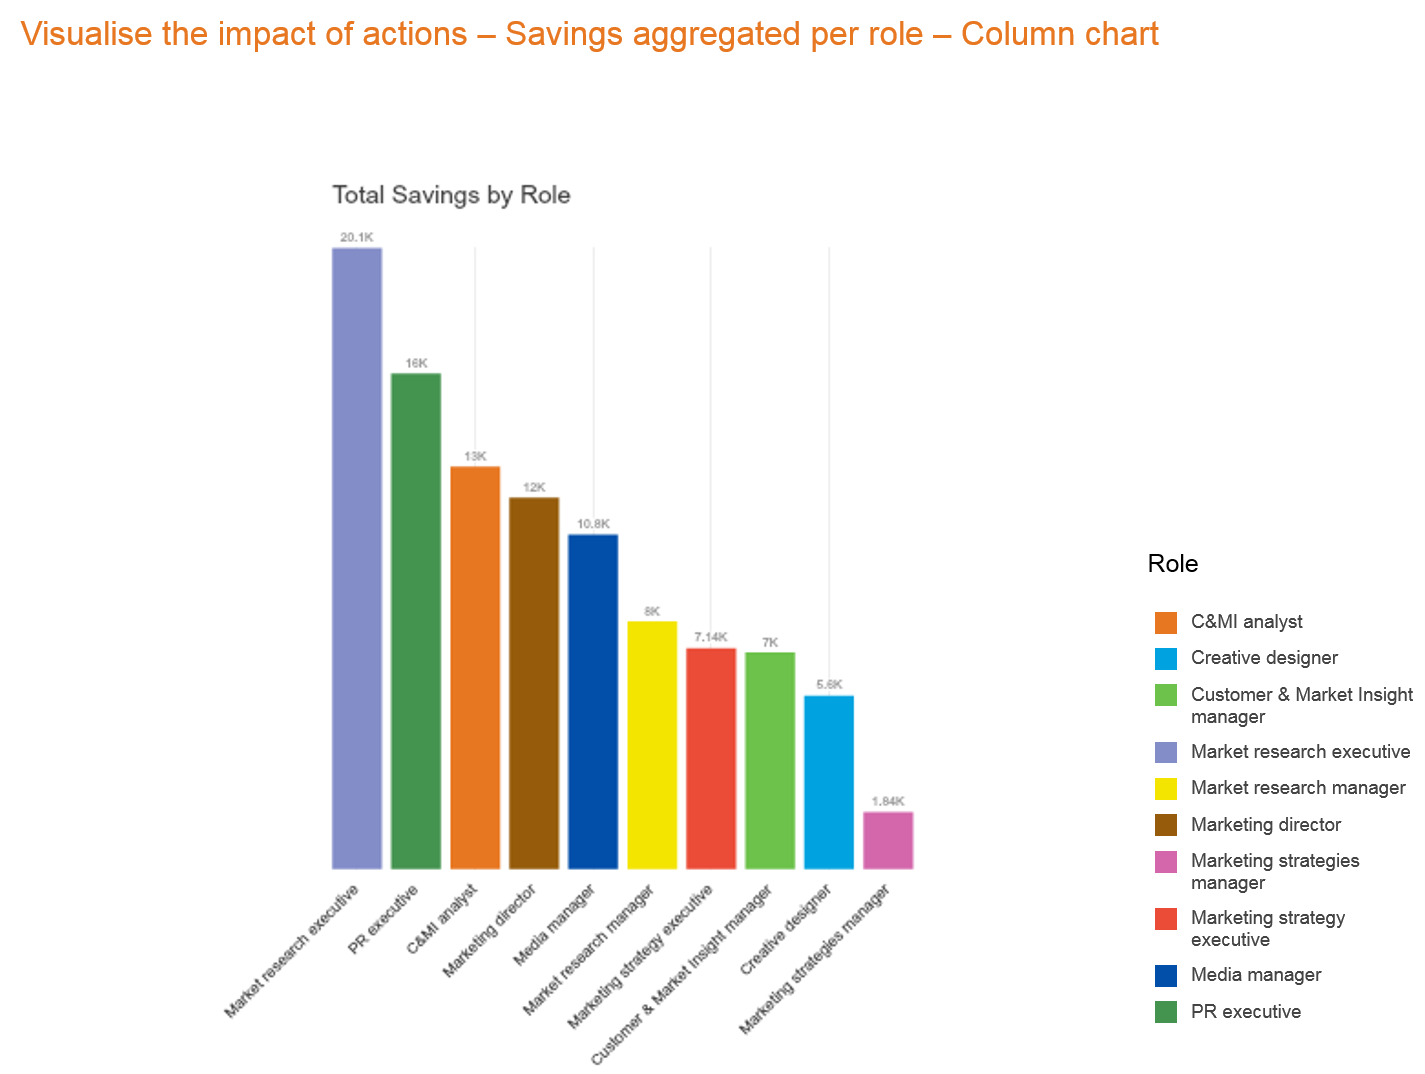 Visualise the impact of actions – Savings aggregated per role – Column chart
Total Savings by Role
20.1K
16K
13K
12K
10.8K
8K
7.14K
7K
5.6K
1.84K
Market research executive
PR executive
C&MI analyst
Marketing director
Media manager
Market research manager
Marketing strategy executive
Customer & Market Insight manager
Creative designer
Marketing strategies manager
Role
C&MI analyst
Creative designer
Customer & Market Insight
manager
Market research executive
Market research manager
Marketing director
Marketing strategies
manager
Marketing strategy
executive
Media manager
PR executive